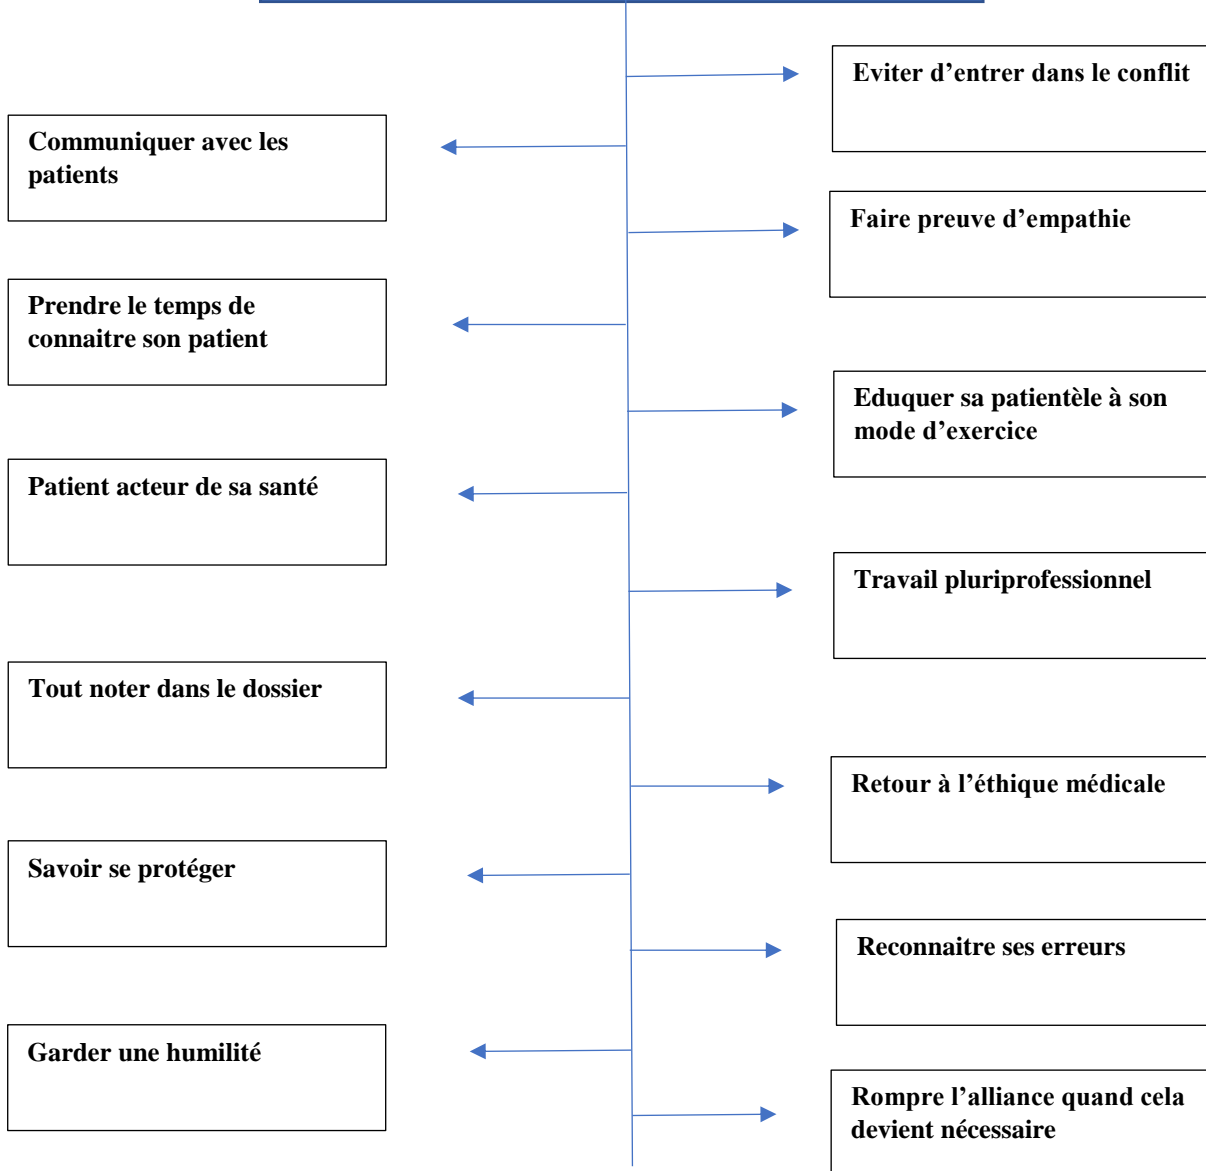 Eviter d’entrer dans le conflit
Communiquer avec les
patients
Faire preuve d’empathie
Prendre le temps de
connaitre son patient
Eduquer sa patientèle à son
mode d’exercice
Patient acteur de sa santé
Travail pluriprofessionnel
Tout noter dans le dossier
Retour à l’éthique médicale
Savoir se protéger
Reconnaitre ses erreurs
Garder une humilité
Rompre l’alliance quand cela
devient nécessaire